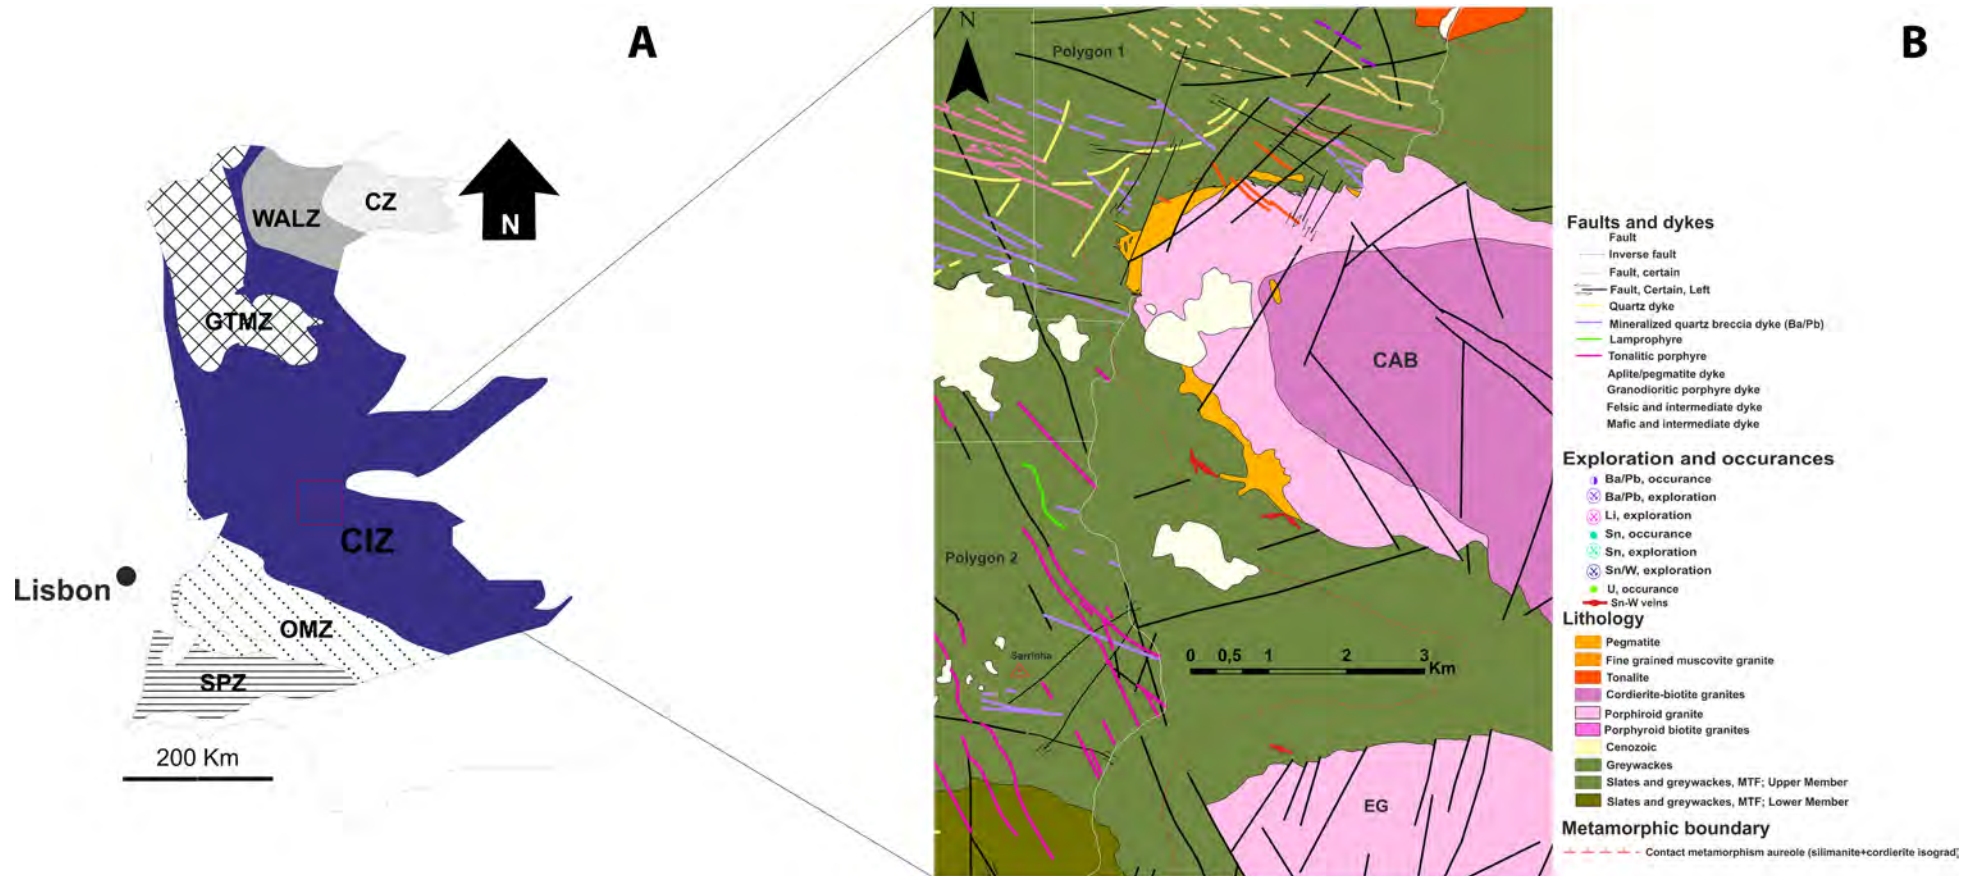 A
WALZ
CZ
N
GTMZ
CIZ
Lisbon
OMZ
SPZ
200 Km
B
N
Polygon 1
CAB
Polygon 2
Serrinha
0 0,5 1 2 3 Km
EG
Faults and dykes
Fault
Inverse fault
Fault, certain
Fault, Certain, Left
Quartz dyke
Mineralized quartz breccia dyke (Ba/Pb)
Lamprophyre
Tonalitic porphyre
Aplite/pegmatite dyke
Granodioritic porphyre dyke
Felsic and intermediate dyke
Mafic and intermediate dyke
Exploration and occurances
Ba/Pb, occurance
Ba/Pb, exploration
Li, exploration
Sn, occurance
Sn, exploration
Sn/W, exploration
U, occurance
Sn-W veins
Lithology
Pegmatite
Fine grained muscovite granite
Tonalite
Cordierite-biotite granites
Porphiroid granite
Porphyroid biotite granites
Cenozoic
Greywackes
Slates and greywackes, MTF; Upper Member
Slates and greywackes, MTF; Lower Member
Metamorphic boundary
Contact metamorphism aureole (silimanite+cordierite isograd)